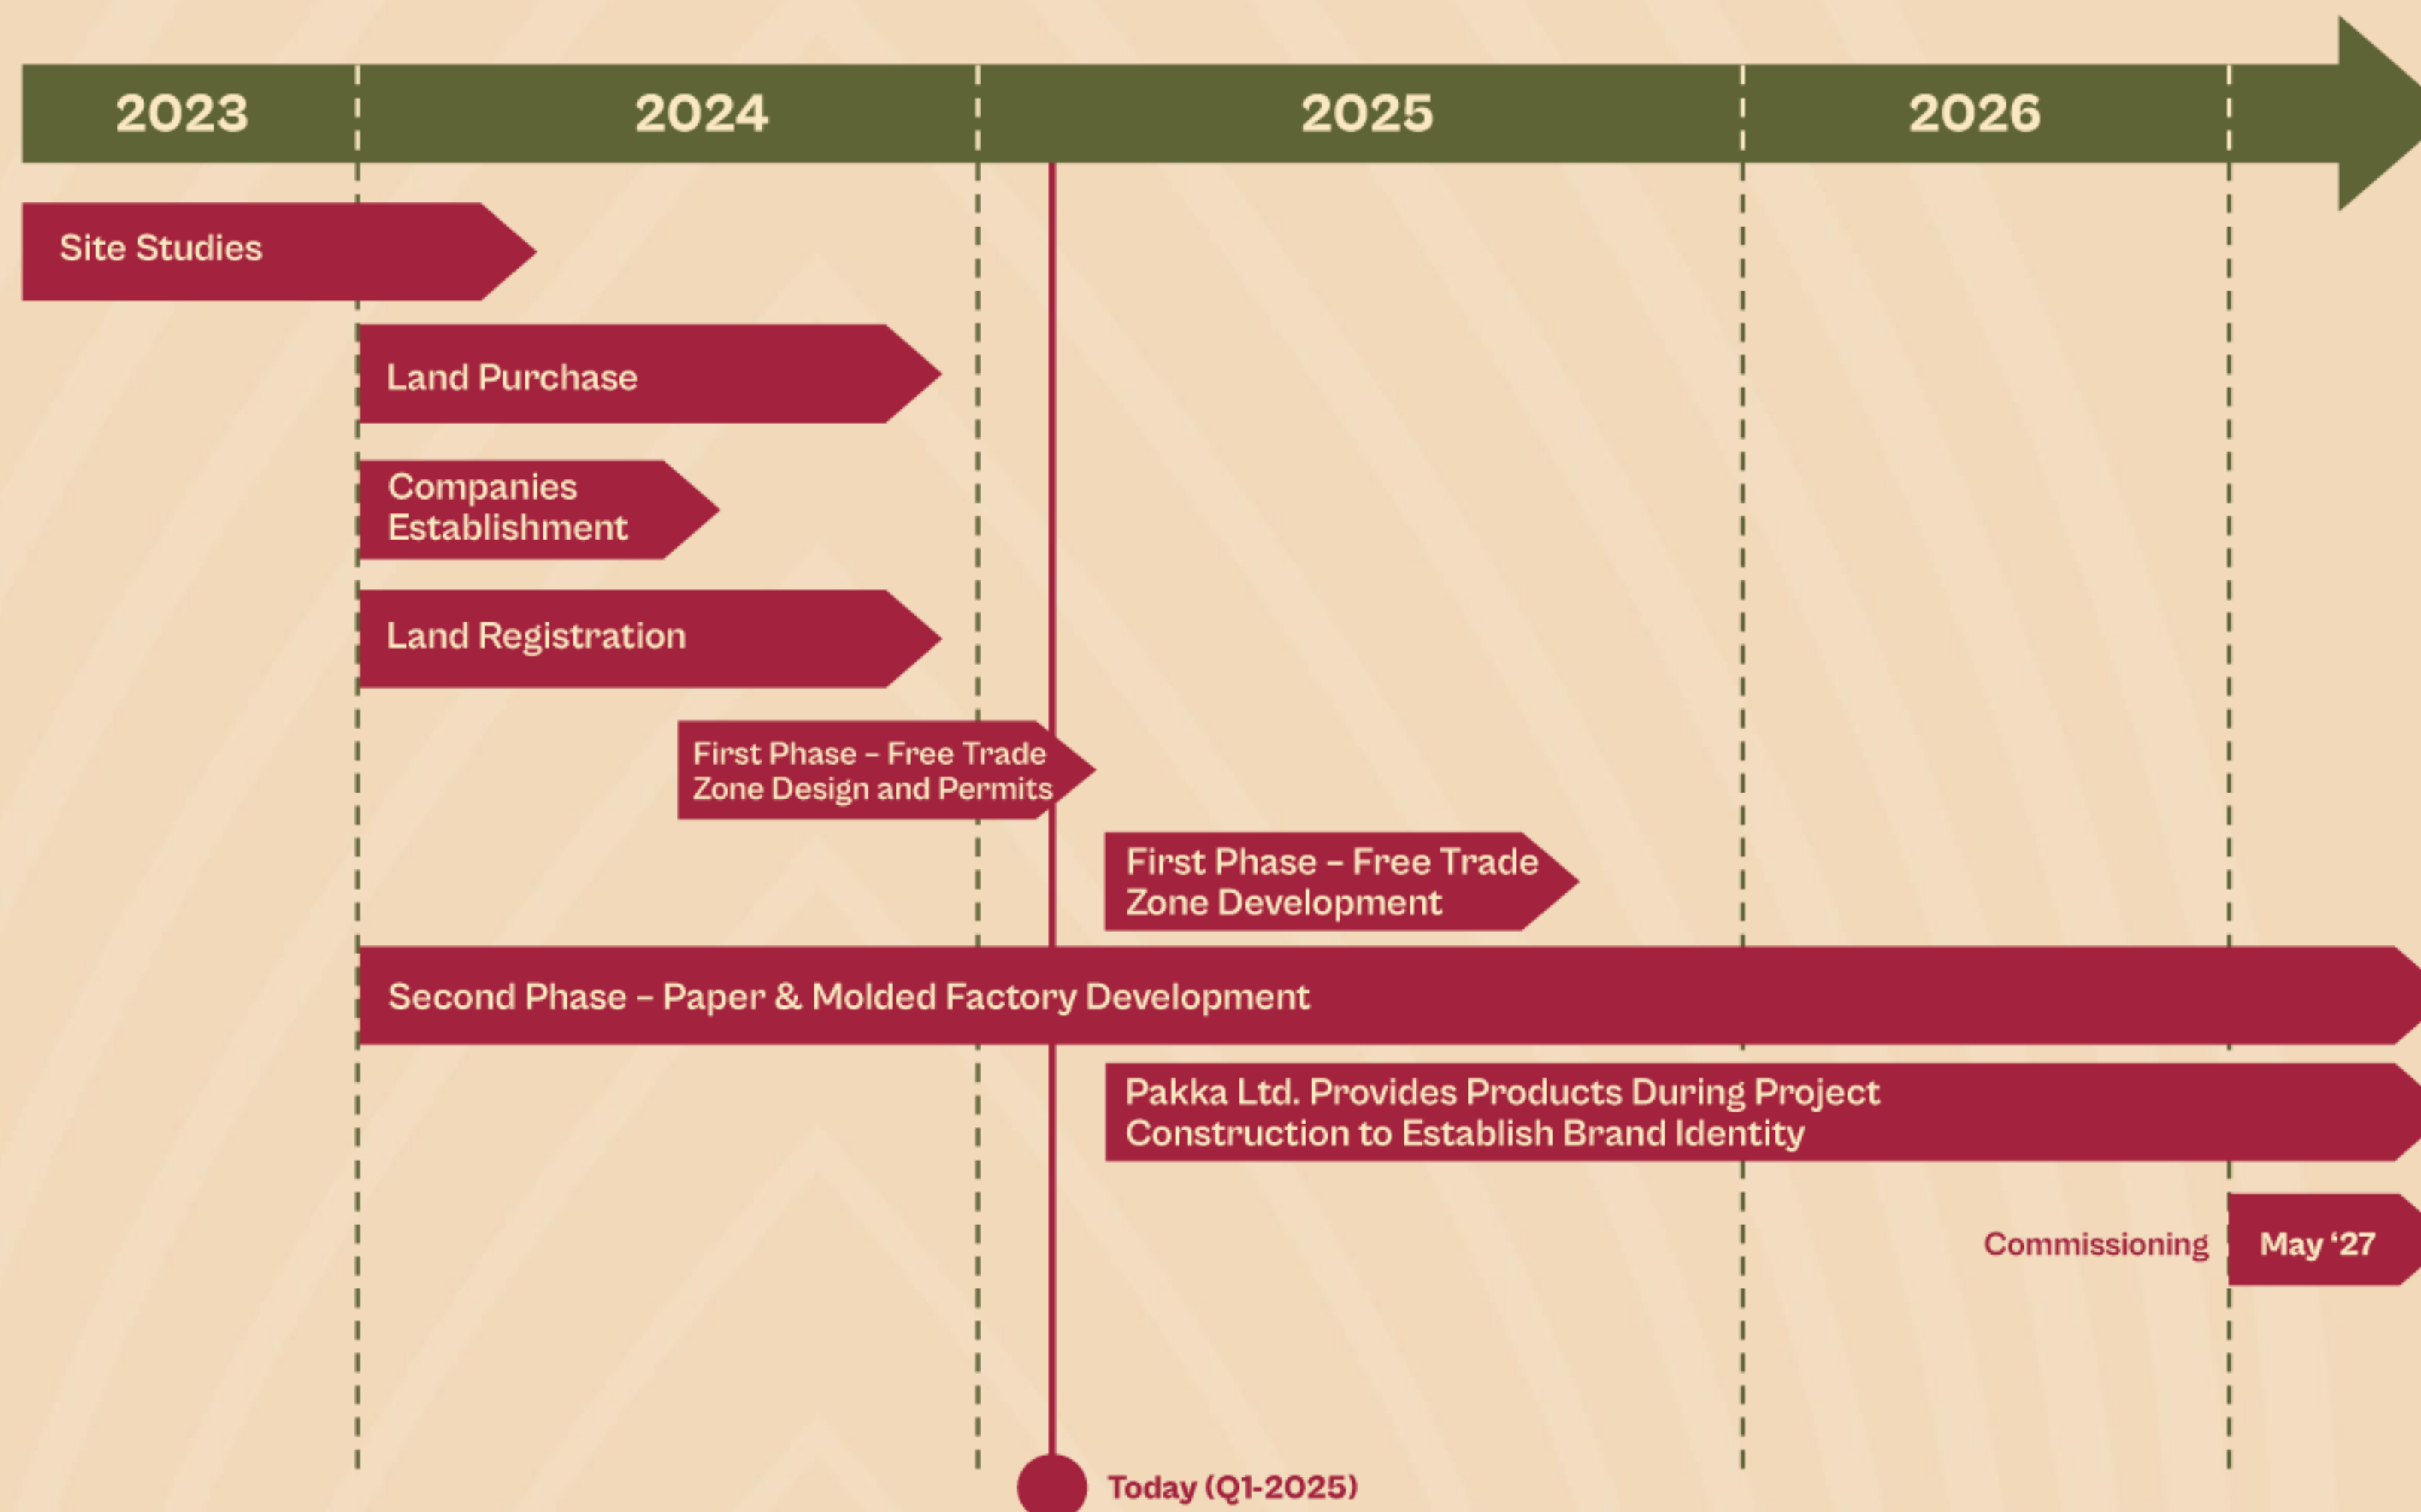 2023
2024
2025
2026
Site Studies
Land Purchase
Companies
Establishment
Land Registration
First Phase – Free Trade
Zone Design and Permits
First Phase – Free Trade
Zone Development
Second Phase – Paper & Molded Factory Development
Pakka Ltd. Provides Products During Project
Construction to Establish Brand Identity
Commissioning
May ‘27
Today (Q1-2025)